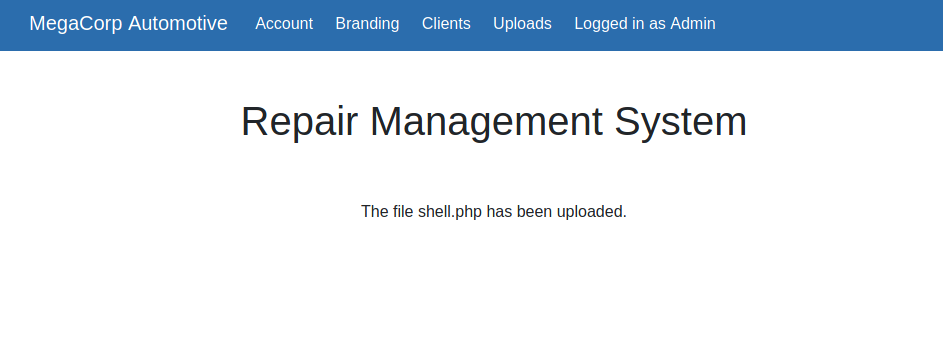 MegaCorp Automotive Account Branding Clients Uploads Logged in as Admin
Repair Management System
The file shell.php has been uploaded.